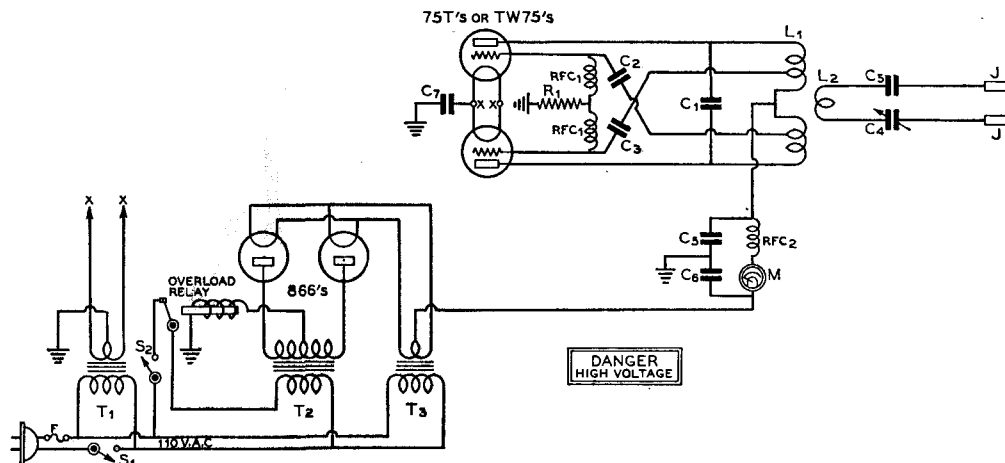 75T's OR TW75's
L1
C2
L2
C5
J
C7
X X
RFC1
R1
C1
RFC1
C3
C4
J
X X
C5
RFC2
C6
M
OVERLOAD
RELAY
866's
S2
DANGER
HIGH VOLTAGE
T1
T2
T3
F
110 V.A.C
S1